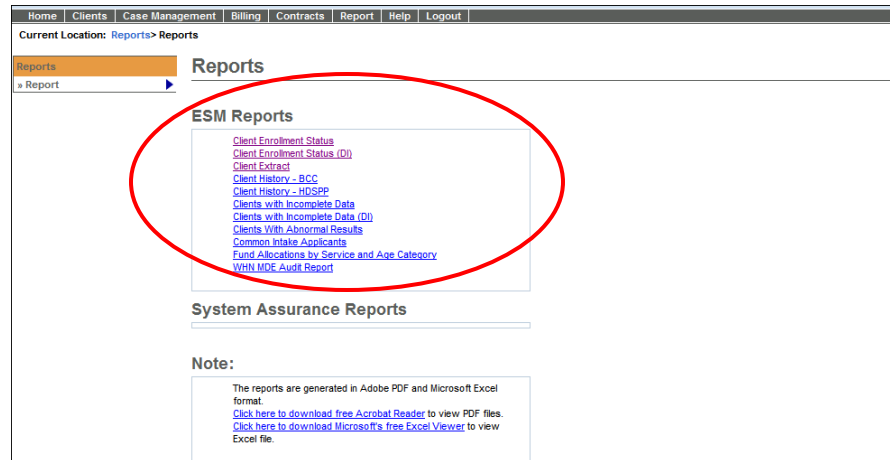 Home | Clients | Case Management | Billing | Contracts | Report | Help | Logout
Current Location: Reports> Reports
Reports
» Report
Reports
ESM Reports
Client Enrollment Status
Client Enrollment Status (DI)
Client Extract
Client History - BCC
Client History - HDSPP
Clients with Incomplete Data
Clients with Incomplete Data (DI)
Clients With Abnormal Results
Common Intake Applicants
Fund Allocations by Service and Age Category
WHN MDE Audit Report
System Assurance Reports
Note:
The reports are generated in Adobe PDF and Microsoft Excel
format.
Click here to download free Acrobat Reader to view PDF files.
Click here to download Microsoft's free Excel Viewer to view
Excel file.